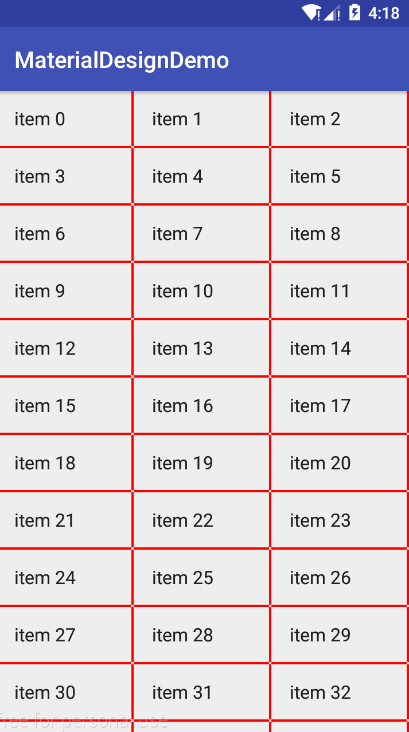 4:18
MaterialDesignDemo
item 0 item 1 item 2
item 3 item 4 item 5
item 6 item 7 item 8
item 9 item 10 item 11
item 12 item 13 item 14
item 15 item 16 item 17
item 18 item 19 item 20
item 21 item 22 item 23
item 24 item 25 item 26
item 27 item 28 item 29
item 30 item 31 item 32
free for personal use